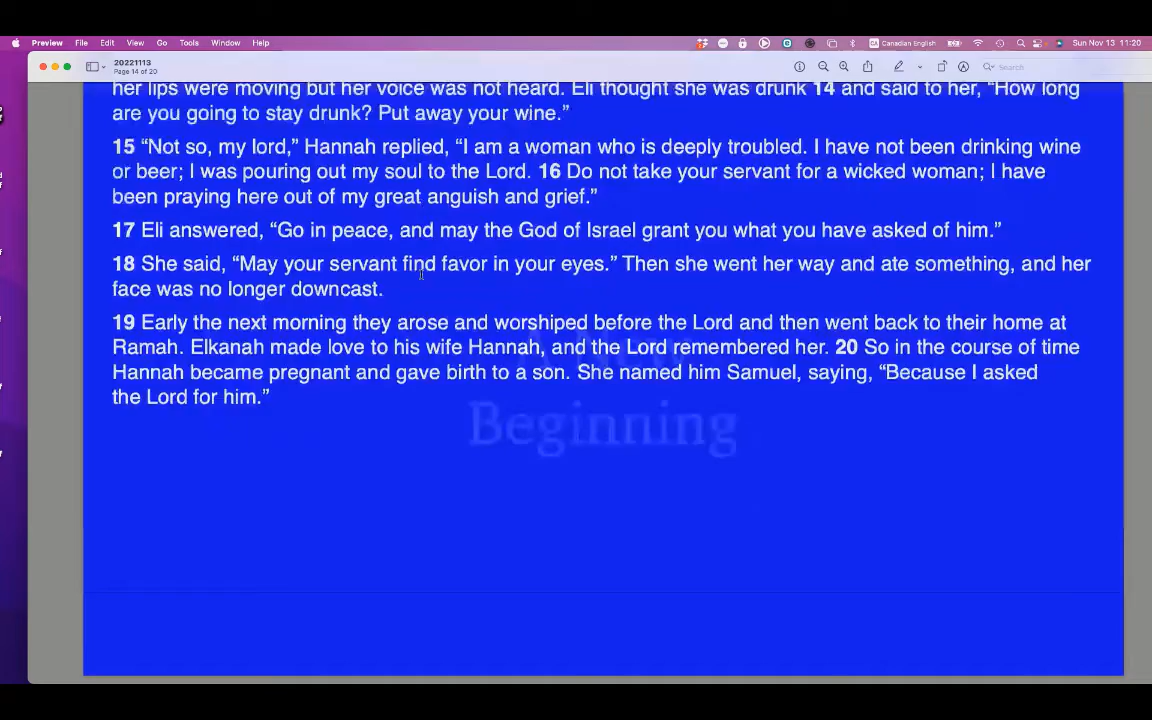 Preview File Edit View Go Tools Window Help Canadian English Sun Nov 13 11:20
20221113
Page 14 of 20
Search
her lips were moving but her voice was not heard. Eli thought she was drunk 14 and said to her, “How long
are you going to stay drunk? Put away your wine.”
15 “Not so, my lord,” Hannah replied, “I am a woman who is deeply troubled. I have not been drinking wine
or beer; I was pouring out my soul to the Lord. 16 Do not take your servant for a wicked woman; I have
been praying here out of my great anguish and grief.”
17 Eli answered, “Go in peace, and may the God of Israel grant you what you have asked of him.”
18 She said, “May your servant find favor in your eyes.” Then she went her way and ate something, and her
face was no longer downcast.
19 Early the next morning they arose and worshiped before the Lord and then went back to their home at
Ramah. Elkanah made love to his wife Hannah, and the Lord remembered her. 20 So in the course of time
Hannah became pregnant and gave birth to a son. She named him Samuel, saying, “Because I asked
the Lord for him.”
A New
Beginning